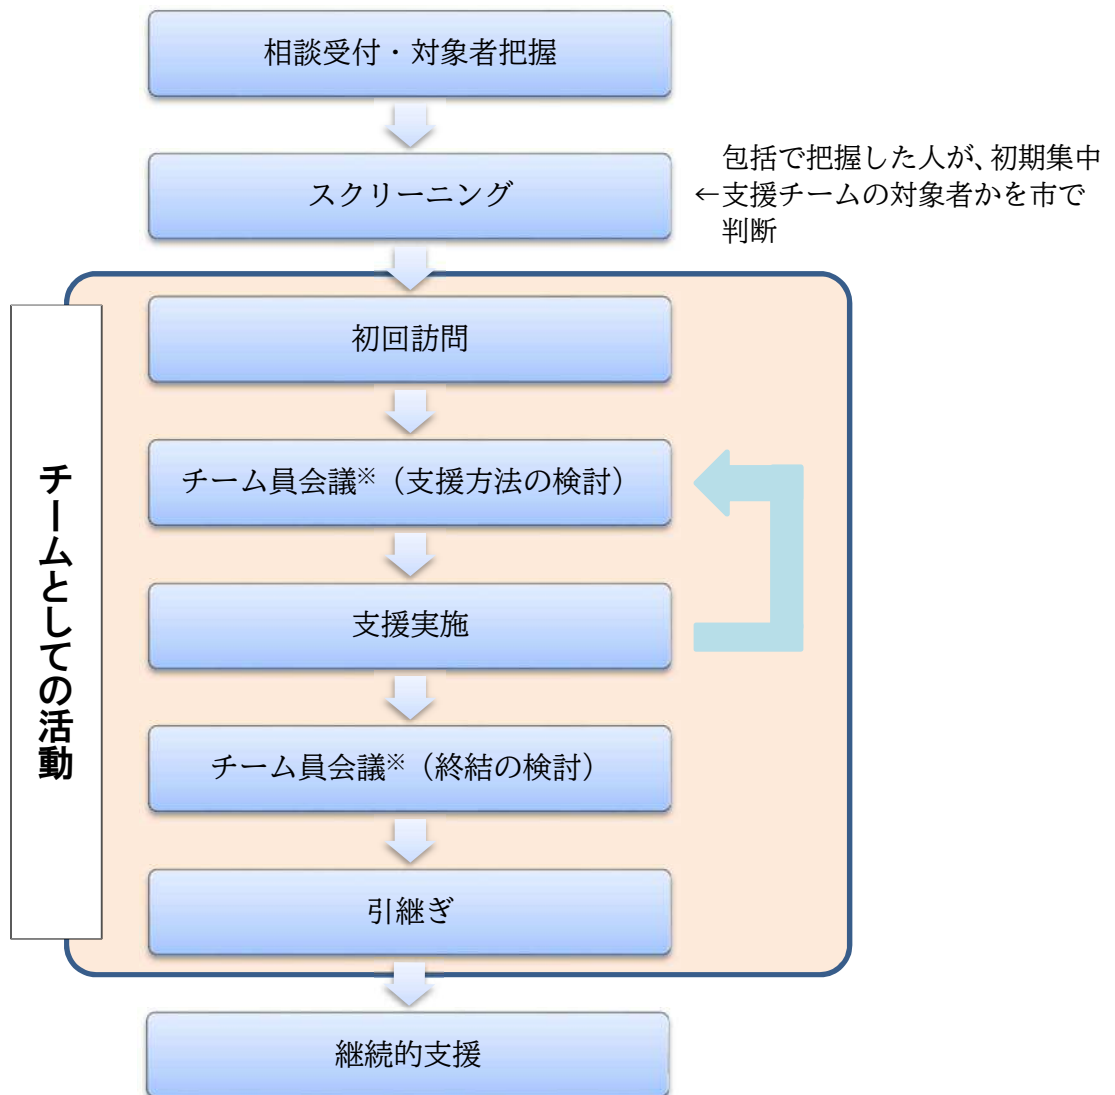 相談受付・対象者把握
スクリーニング
包括で把握した人が、初期集中
←支援チームの対象者かを市で
判断
チームとしての活動
初回訪問
チーム員会議※（支援方法の検討）
支援実施
チーム員会議※（終結の検討）
引継ぎ
継続的支援